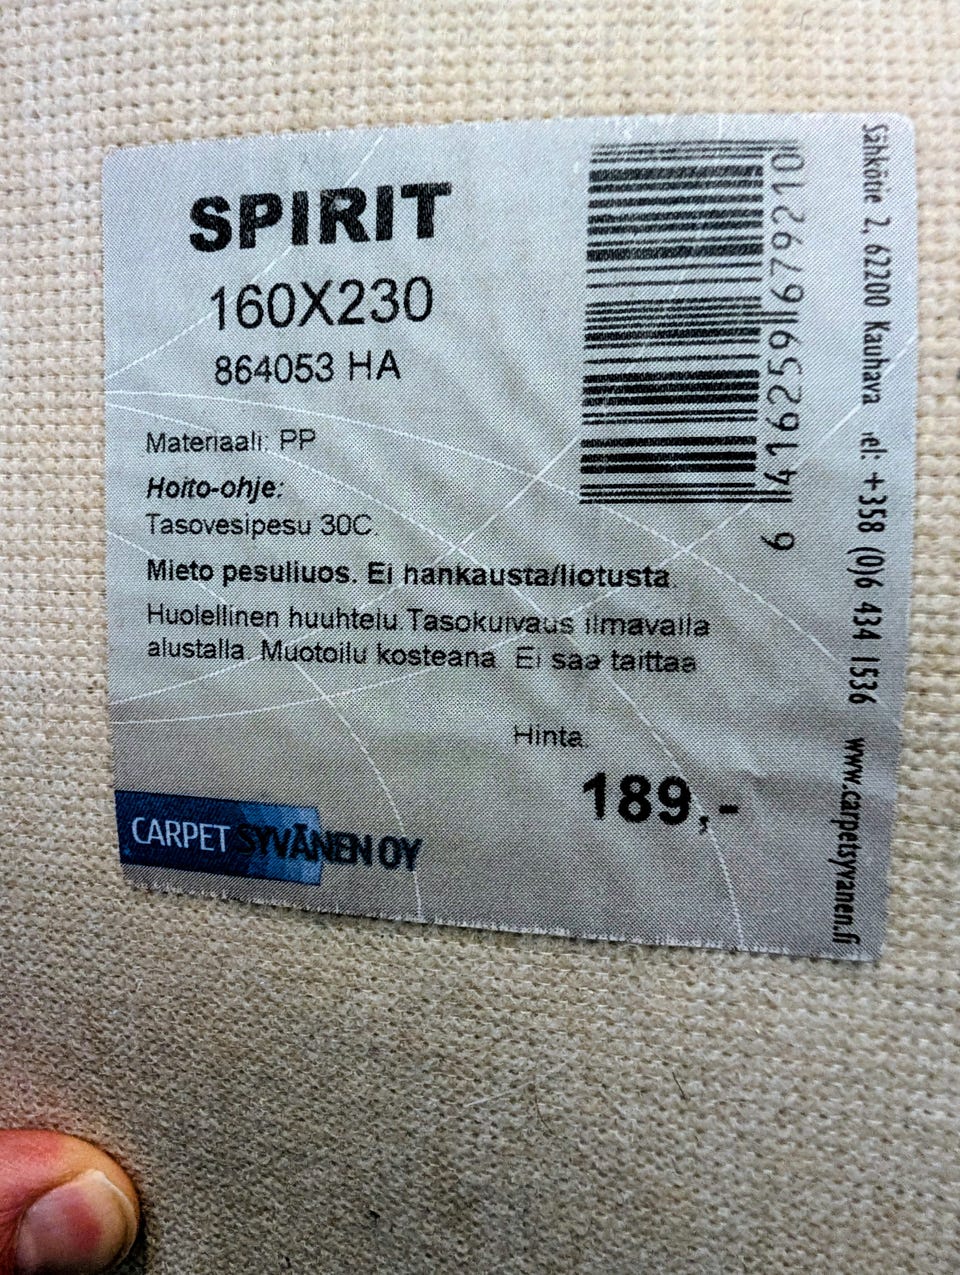 SPIRIT
160X230
864053 HA
Materiaali: PP
Hoito-ohje:
Tasovesipesu 30C.
Mieto pesuliuos. Ei hankausta/liotusta.
Huolellinen huuhtelu. Tasokuivaus ilmavalla
alustalla. Muotoilu kosteana. Ei saa taittaa
Hinta:
189,-
CARPET SYVÄNEN OY
6 416259 679210
Sähkötie 2, 62200 Kauhava Tel: +358 (0)6 434 1536 www.carpetsyvanen.fi